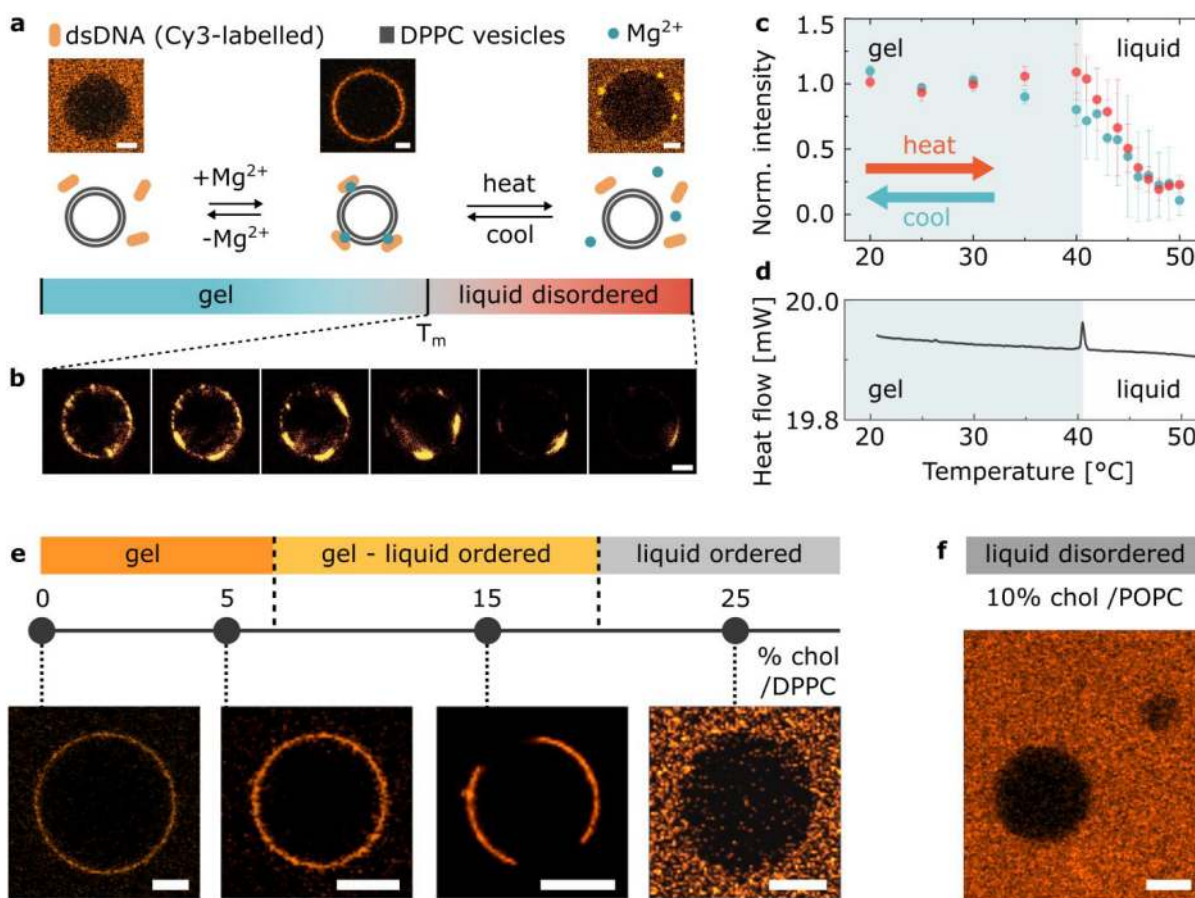 a
dsDNA (Cy3-labelled)
DPPC vesicles
Mg²⁺
+Mg²⁺
-Mg²⁺
heat
cool
gel
liquid disordered
Tₘ
b
c
gel
liquid
Norm. intensity
1.5
1.0
0.5
0.0
heat
cool
20
30
40
50
d
Heat flow [mW]
20.0
19.8
gel
liquid
20
30
40
50
Temperature [°C]
e
gel
gel - liquid ordered
liquid ordered
0
5
15
25
% chol
/DPPC
f
liquid disordered
10% chol /POPC